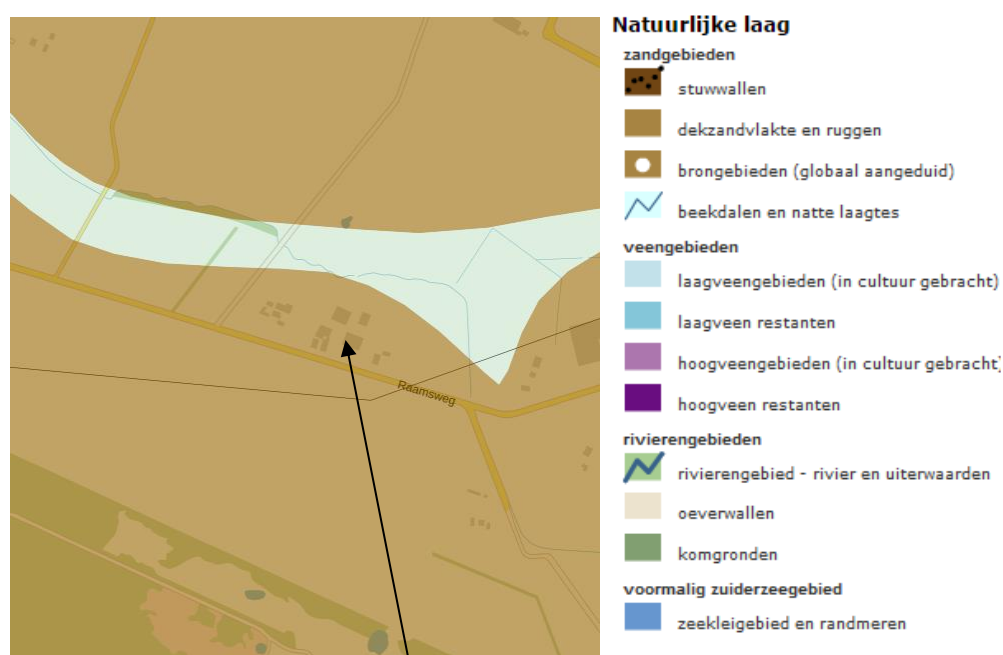 Raamsweg
Natuurlijke laag
zandgebieden
stuwwallen
dekzandvlakte en ruggen
brongebieden (globaal aangeduid)
beekdalen en natte laagtes
veengebieden
laagveengebieden (in cultuur gebracht)
laagveen restanten
hoogveengebieden (in cultuur gebracht)
hoogveen restanten
rivierengebieden
rivierengebied - rivier en uiterwaarden
oeverwallen
komgronden
voormalig zuiderzeegebied
zeekleigebied en randmeren